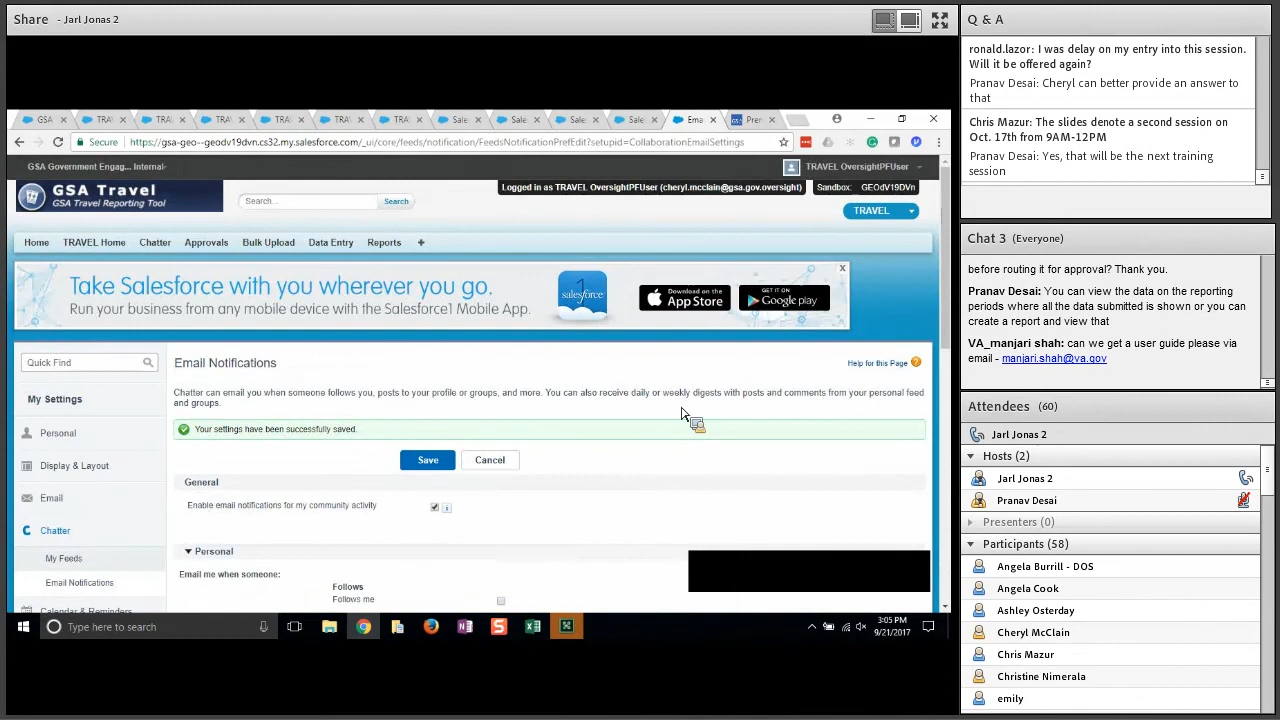 Share - Jarl Jonas 2
GSA
TRAV
TRAV
TRAV
TRAV
TRAV
TRAV
Sale
Sale
Sale
Sale
Ema
Pre
Secure
https://gsa-geo--geodv19dvn.cs32.my.salesforce.com/_ui/core/feeds/notification/FeedsNotificationPrefEdit?setupid=CollaborationEmailSettings
GSA Government Engag... Internal
TRAVEL OversightPFUser
GSA Travel
GSA Travel Reporting Tool
Search...
Search
Logged in as TRAVEL OversightPFUser (cheryl.mcclain@gsa.gov.oversight)
Sandbox: GEOdV19DVn
TRAVEL
Home
TRAVEL Home
Chatter
Approvals
Bulk Upload
Data Entry
Reports
+
Take Salesforce with you wherever you go.
Run your business from any mobile device with the Salesforce1 Mobile App.
1
salesforce
Download on the
App Store
GET IT ON
Google play
X
Quick Find
My Settings
Personal
Display & Layout
Email
Chatter
My Feeds
Email Notifications
Calendar & Reminders
Email Notifications
Help for this Page
Chatter can email you when someone follows you, posts to your profile or groups, and more. You can also receive daily or weekly digests with posts and comments from your personal feed
and groups.
Your settings have been successfully saved.
Save
Cancel
General
Enable email notifications for my community activity
Personal
Email me when someone:
Follows
Follows me
Type here to search
3:05 PM
9/21/2017
Q & A
ronald.lazor: I was delay on my entry into this session.
Will it be offered again?
Pranav Desai: Cheryl can better provide an answer to
that
Chris Mazur: The slides denote a second session on
Oct. 17th from 9AM-12PM
Pranav Desai: Yes, that will be the next training
session
Chat 3 (Everyone)
before routing it for approval? Thank you.
Pranav Desai: You can view the data on the reporting
periods where all the data submitted is shown or you can
create a report and view that
VA_manjari shah: can we get a user guide please via
email - manjari.shah@va.gov
Attendees (60)
Jarl Jonas 2
Hosts (2)
Jarl Jonas 2
Pranav Desai
Presenters (0)
Participants (58)
Angela Burrill - DOS
Angela Cook
Ashley Osterday
Cheryl McClain
Chris Mazur
Christine Nimerala
emily